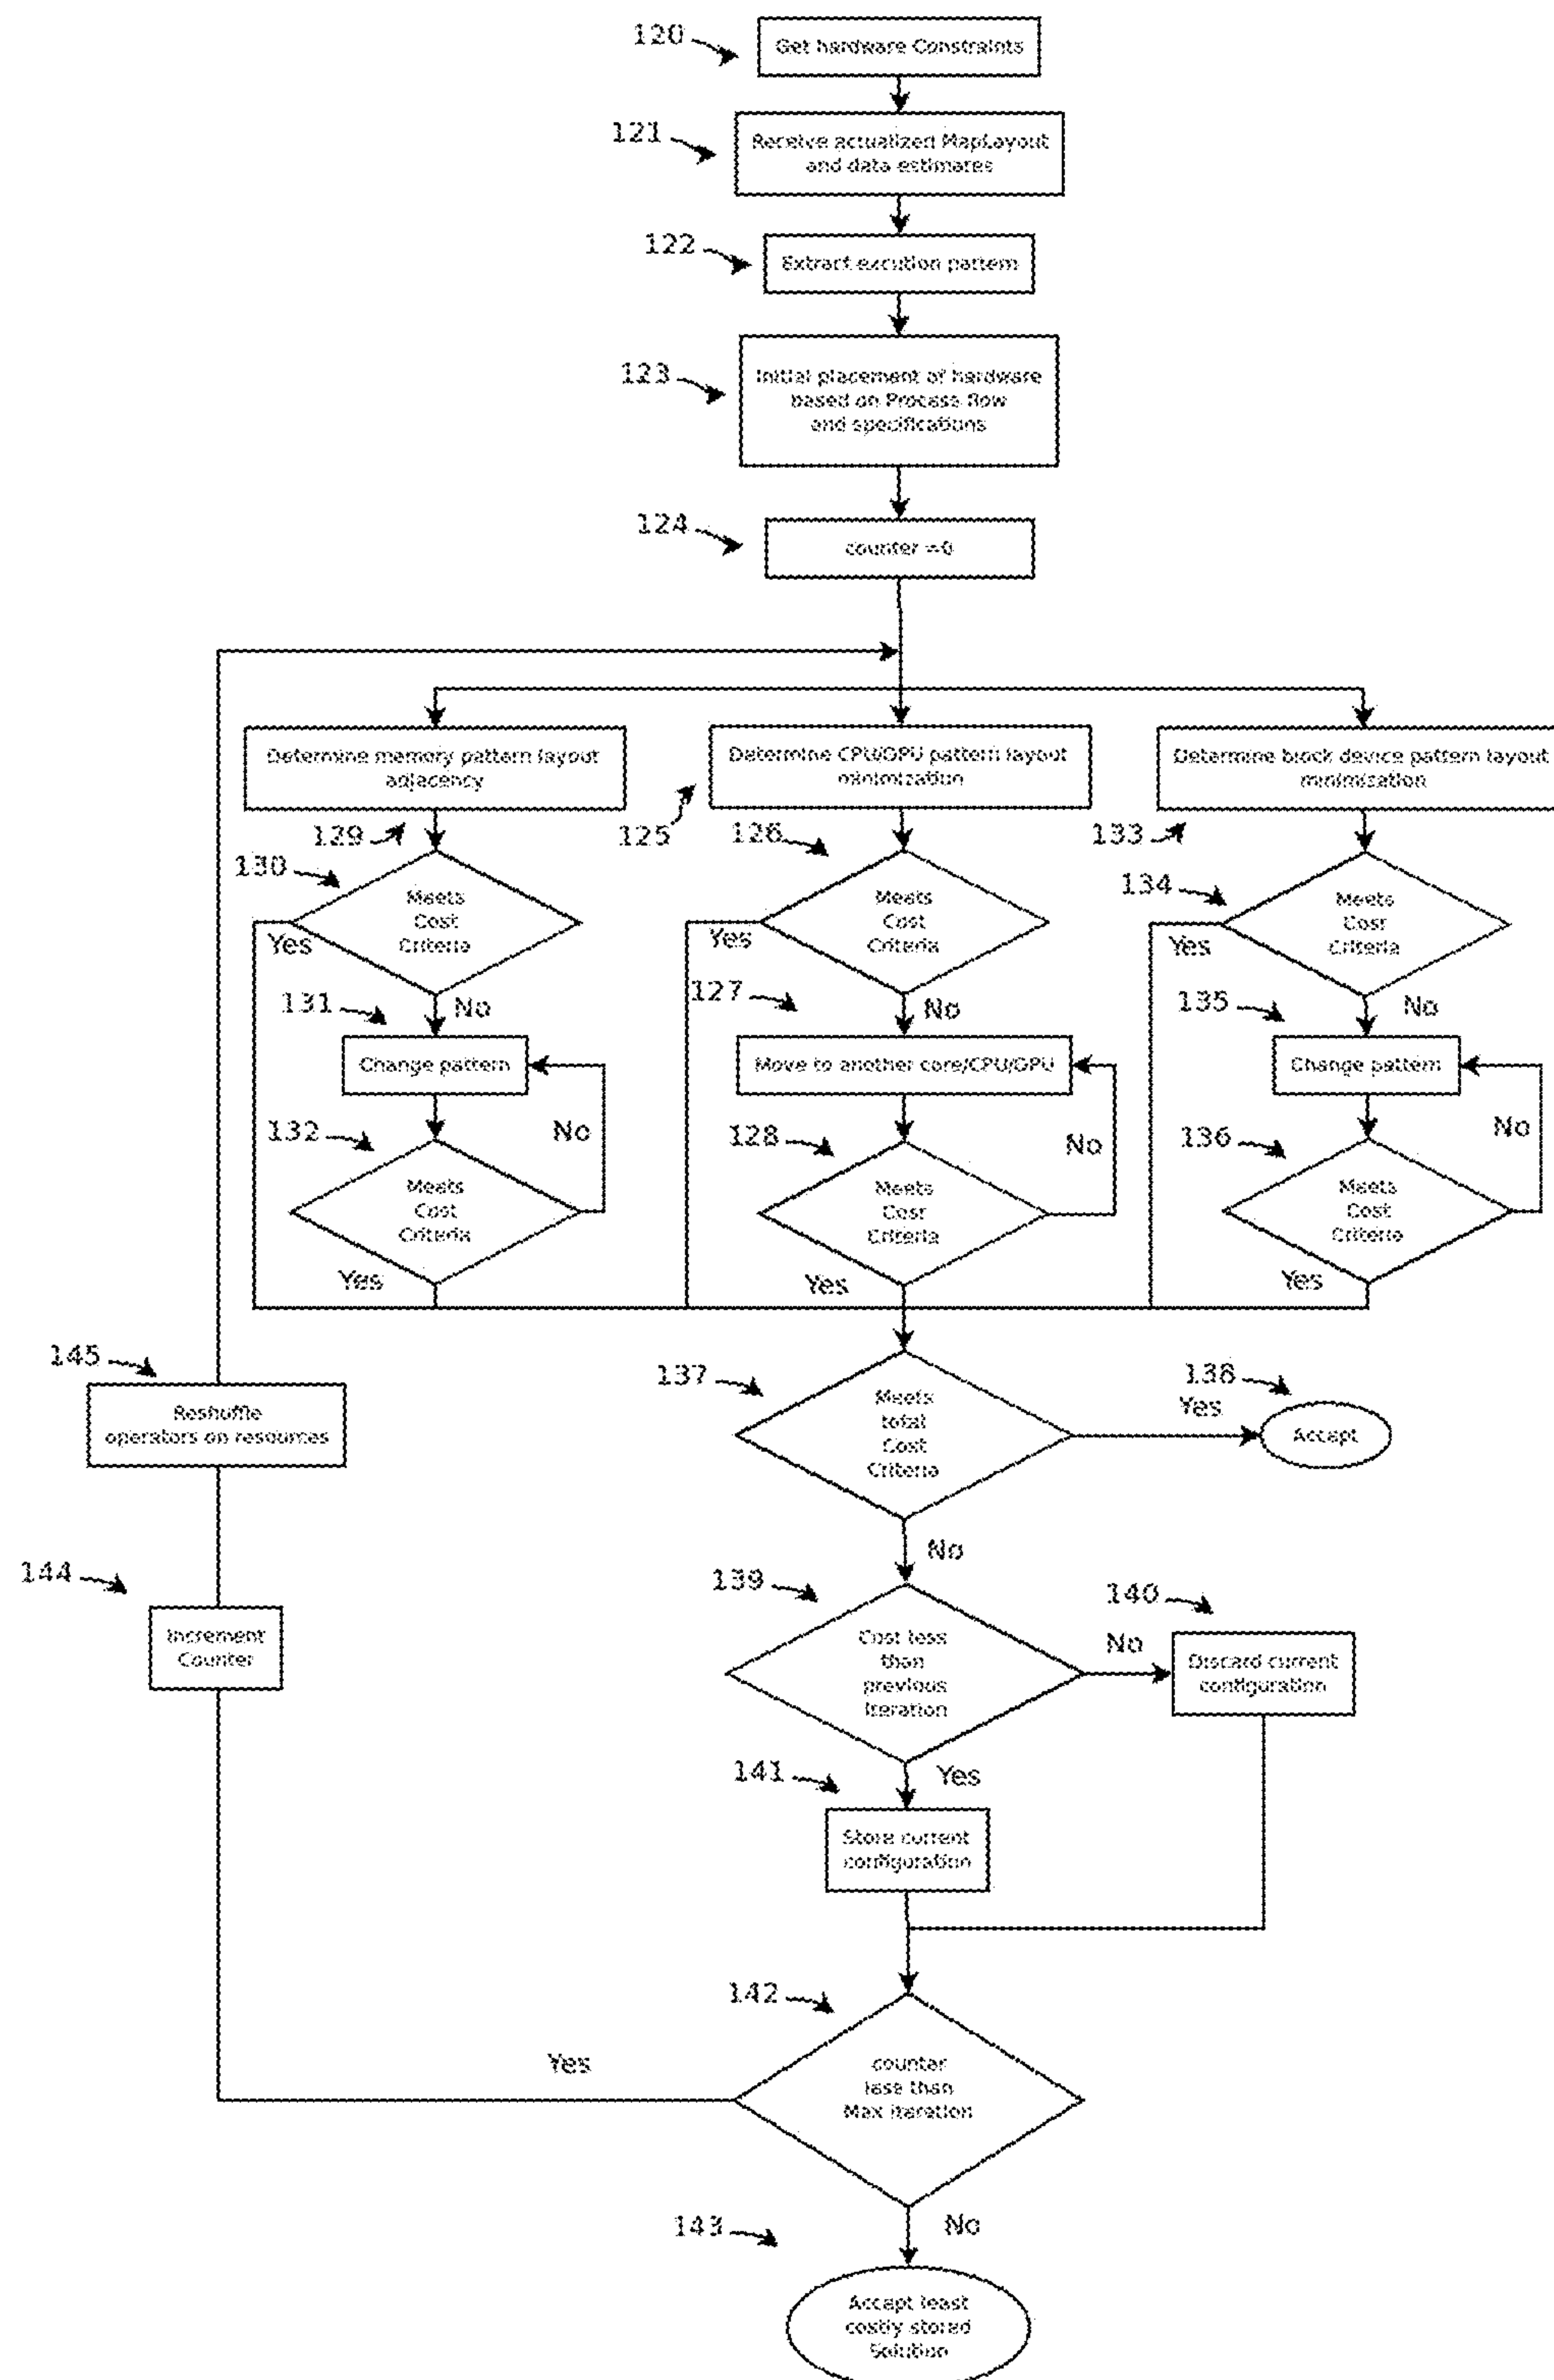 120
Get hardware Constraints
121
Receive actualized MapLayout
and data estimates
122
Extract excution pattern
123
Initial placement of hardware
based on Process flow
and specifications
124
counter =0
Determine memory pattern layout
adjacency
Determine CPU/GPU pattern layout
minimization
Determine block device pattern layout
minimization
129
125
126
133
130
134
Meets
Cost
Criteria
Meets
Cost
Criteria
Meets
Cost
Criteria
Yes
Yes
Yes
131
No
127
No
135
No
Change pattern
Move to another core/CPU/GPU
Change pattern
132
No
128
No
136
No
Meets
Cost
Criteria
Meets
Cost
Criteria
Meets
Cost
Criteria
Yes
Yes
Yes
145
137
138
Reshuffle
operators on resources
Meets
total
Cost
Criteria
Yes
Accept
No
144
139
140
Increment
Counter
Cost less
than
previous
iteration
No
Discard current
configuration
141
Yes
Store current
configuration
142
Yes
counter
less than
Max iteration
143
No
Accept least
costly stored
Solution